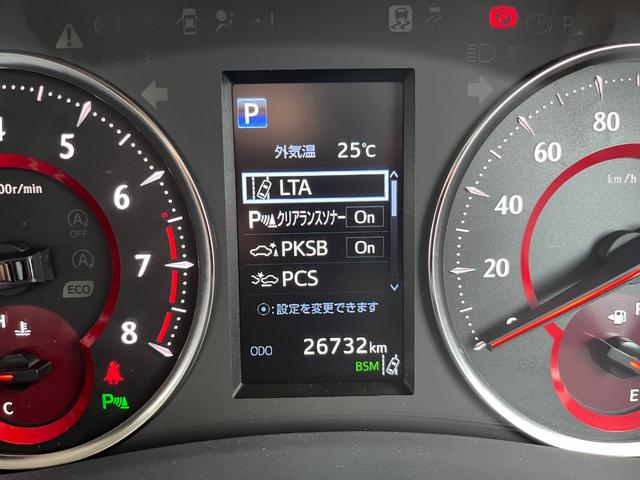 P
外気温 25℃
LTA
P クリアランスソナー On
PKSB On
PCS
:設定を変更できます
ODO 26732km
BSM
4
5
6
7
8
00r/min
OFF
A
ECO
H
C
P
0
20
40
60
80
km/h
E
(P)
P